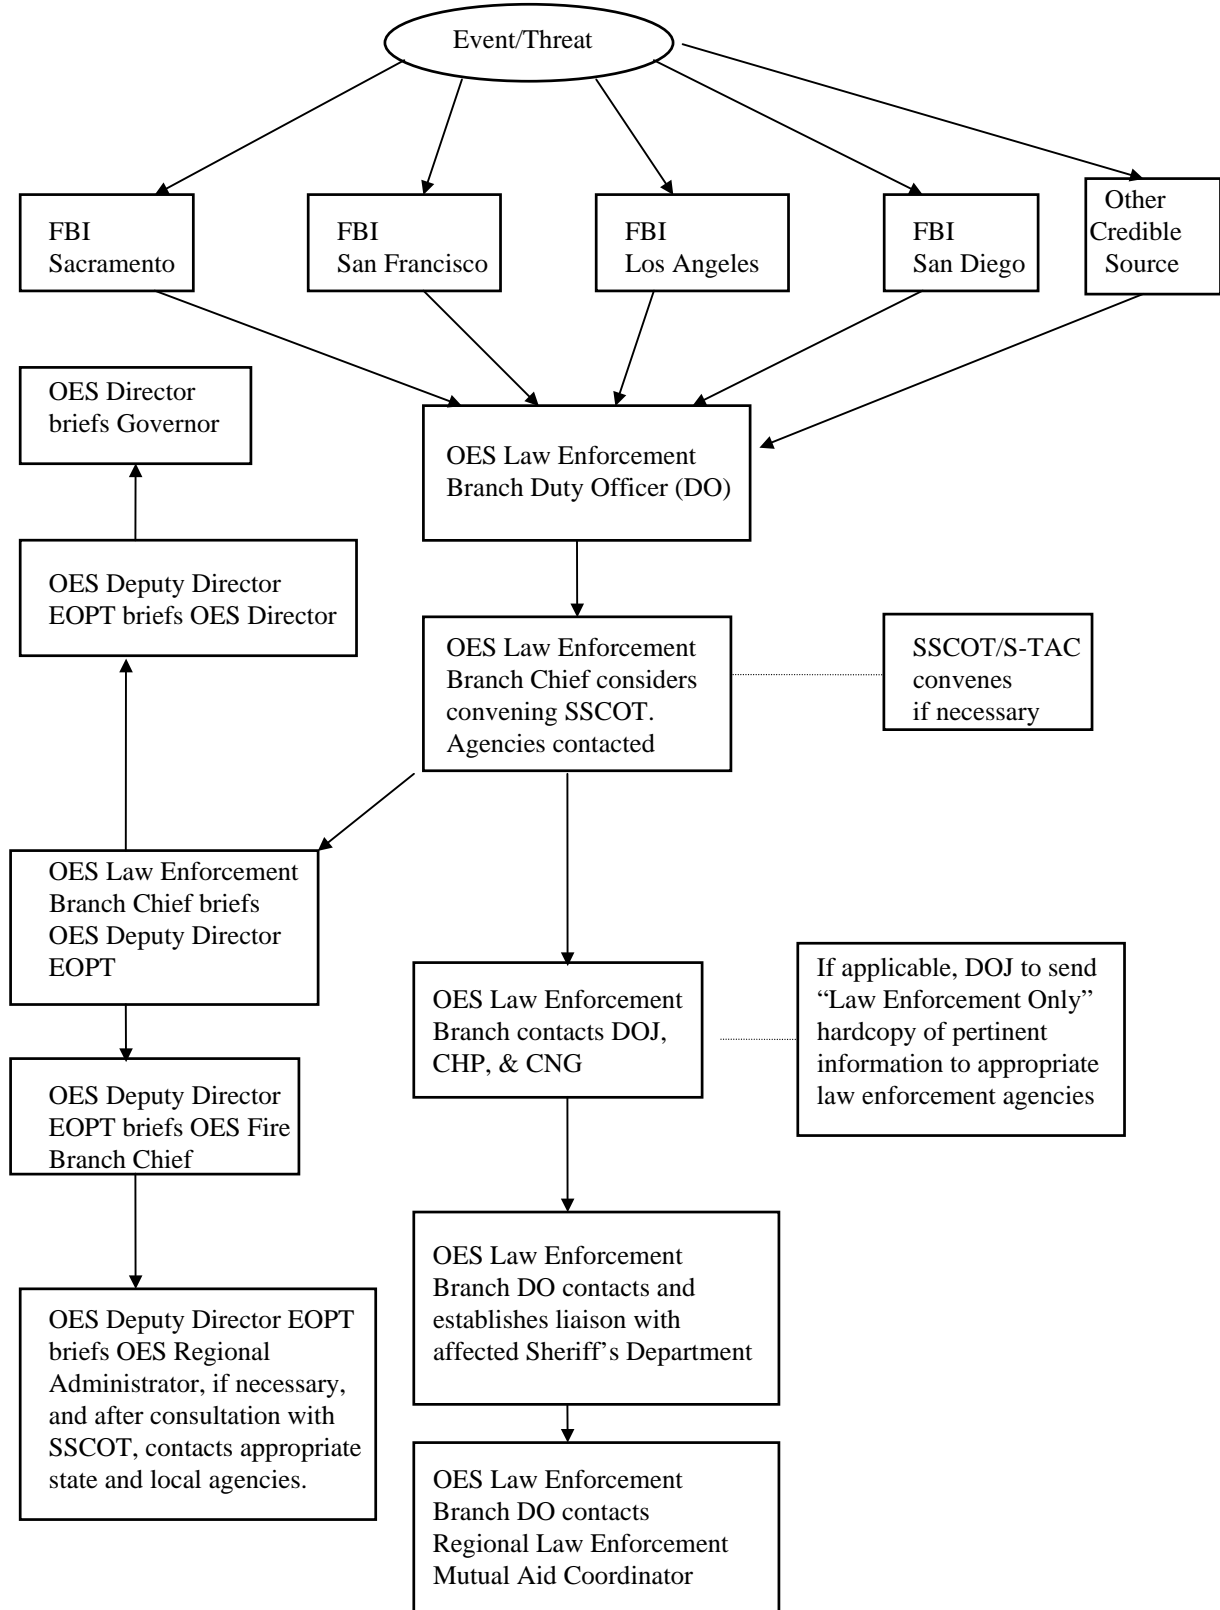 Event/Threat
FBI
Sacramento
FBI
San Francisco
FBI
Los Angeles
FBI
San Diego
Other
Credible
Source
OES Director
briefs Governor
OES Law Enforcement
Branch Duty Officer (DO)
OES Deputy Director
EOPT briefs OES Director
OES Law Enforcement
Branch Chief considers
convening SSCOT.
Agencies contacted
SSCOT/S-TAC
convenes
if necessary
OES Law Enforcement
Branch Chief briefs
OES Deputy Director
EOPT
OES Law Enforcement
Branch contacts DOJ,
CHP, & CNG
If applicable, DOJ to send
“Law Enforcement Only”
hardcopy of pertinent
information to appropriate
law enforcement agencies
OES Deputy Director
EOPT briefs OES Fire
Branch Chief
OES Law Enforcement
Branch DO contacts and
establishes liaison with
affected Sheriff’s Department
OES Deputy Director EOPT
briefs OES Regional
Administrator, if necessary,
and after consultation with
SSCOT, contacts appropriate
state and local agencies.
OES Law Enforcement
Branch DO contacts
Regional Law Enforcement
Mutual Aid Coordinator